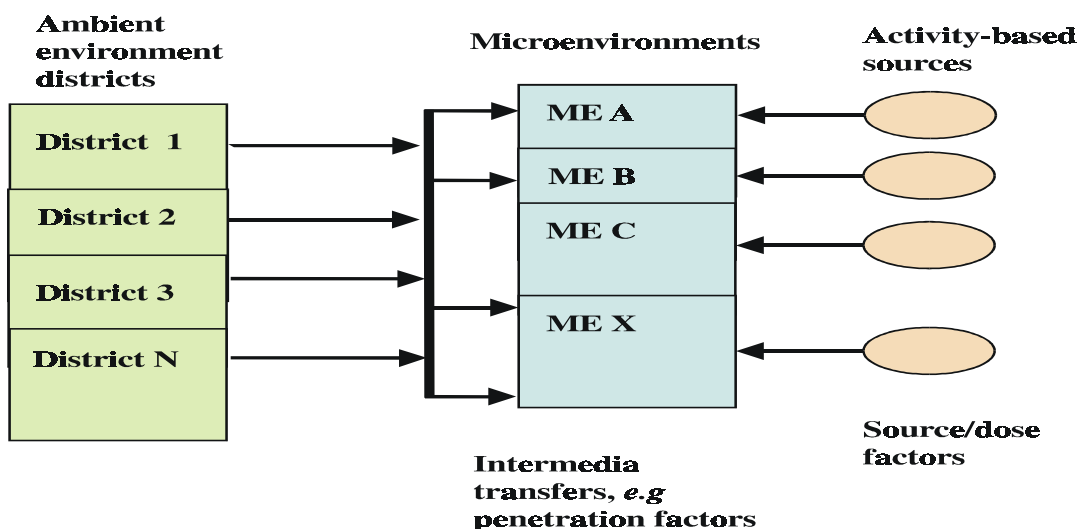 Ambient
environment
districts
District 1
District 2
District 3
District N
Microenvironments
ME A
ME B
ME C
ME X
Intermedia
transfers, e.g
penetration factors
Activity-based
sources
Source/dose
factors